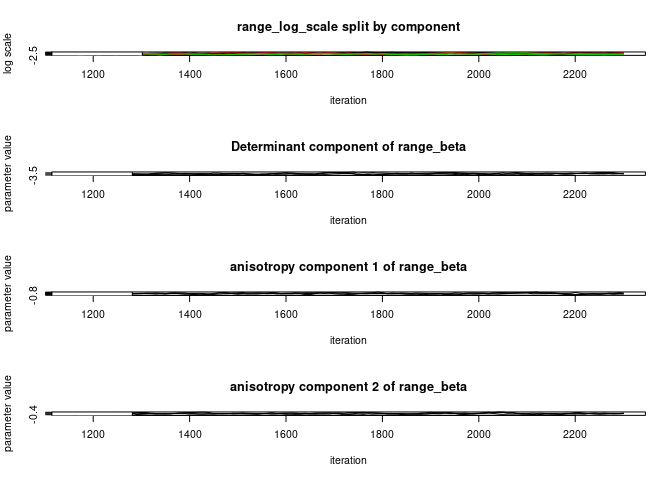 range_log_scale split by component
log scale
-2.5
1200 1400 1600 1800 2000 2200
iteration
Determinant component of range_beta
parameter value
-3.5
1200 1400 1600 1800 2000 2200
iteration
anisotropy component 1 of range_beta
parameter value
-0.8
1200 1400 1600 1800 2000 2200
iteration
anisotropy component 2 of range_beta
parameter value
-0.4
1200 1400 1600 1800 2000 2200
iteration